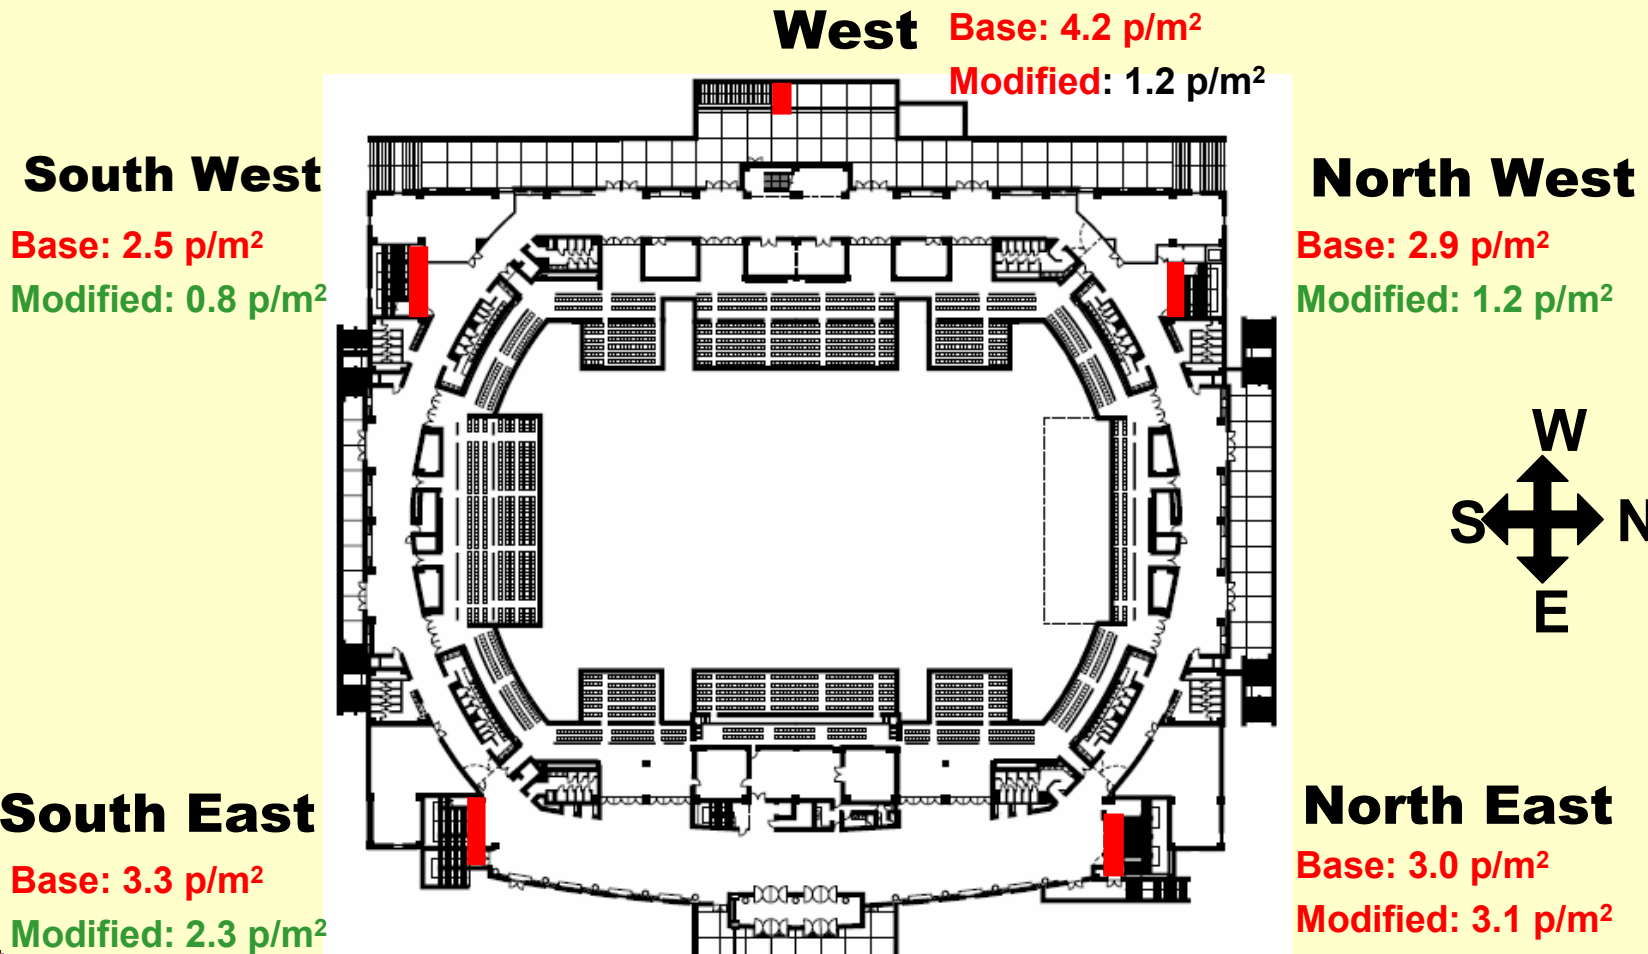 West
Base: 4.2 p/m²
Modified: 1.2 p/m²
South West
Base: 2.5 p/m²
Modified: 0.8 p/m²
North West
Base: 2.9 p/m²
Modified: 1.2 p/m²
W
S
N
E
South East
Base: 3.3 p/m²
Modified: 2.3 p/m²
North East
Base: 3.0 p/m²
Modified: 3.1 p/m²